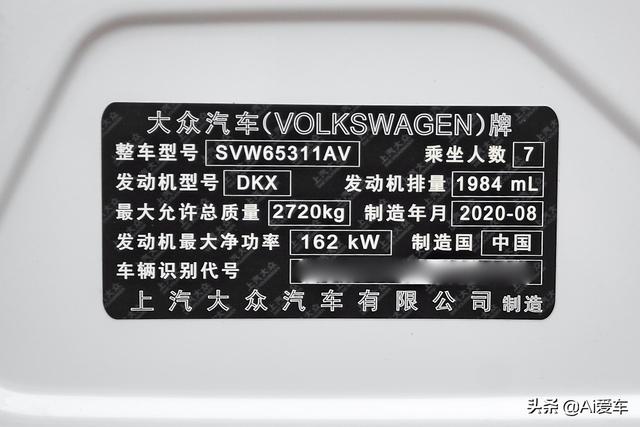 大众汽车(VOLKSWAGEN)牌
整车型号 SVW65311AV 乘坐人数 7
发动机型号 DKX 发动机排量 1984 mL
最大允许总质量 2720kg 制造年月 2020-08
发动机最大净功率 162 kW 制造国 中国
车辆识别代号
上汽大众汽车有限公司 制造
头条 @Ai爱车